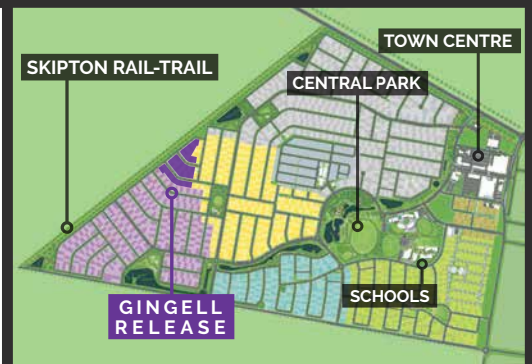 TOWN CENTRE
SKIPTON RAIL-TRAIL
CENTRAL PARK
GINGELL
RELEASE
SCHOOLS